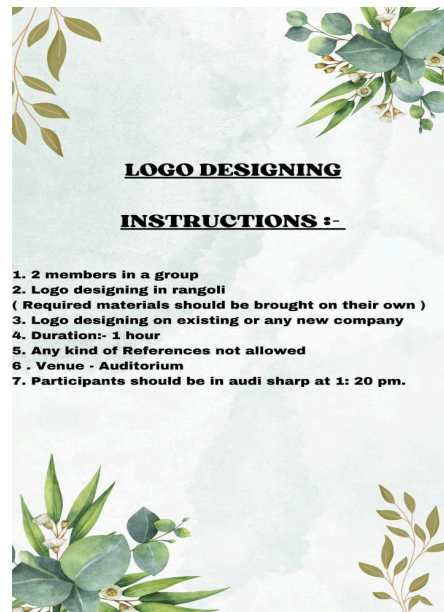 LOGO DESIGNING
INSTRUCTIONS :-
1. 2 members in a group
2. Logo designing in rangoli
( Required materials should be brought on their own )
3. Logo designing on existing or any new company
4. Duration:- 1 hour
5. Any kind of References not allowed
6 . Venue - Auditorium
7. Participants should be in audi sharp at 1: 20 pm.